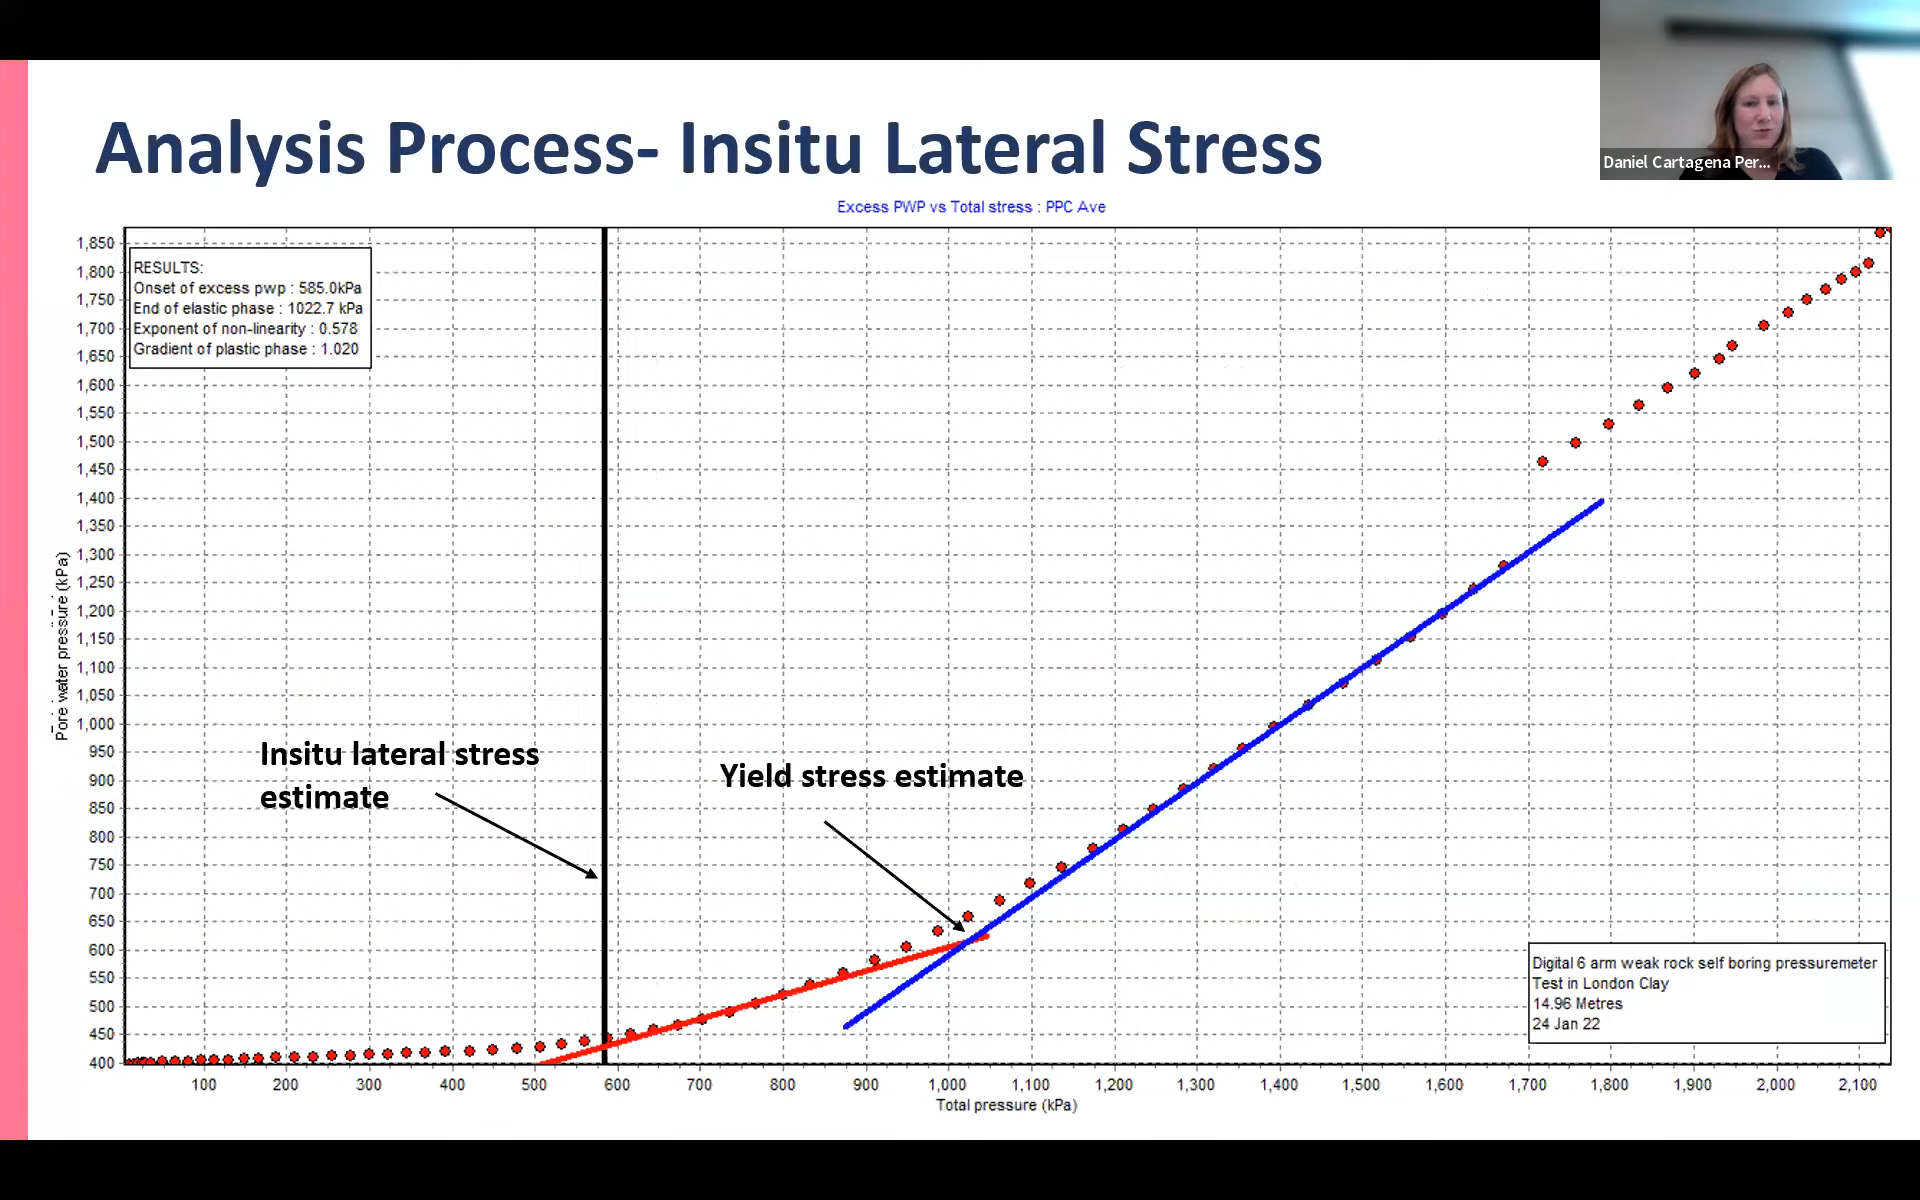 Daniel Cartagena Per...
Analysis Process- Insitu Lateral Stress
Excess PWP vs Total stress : PPC Ave
RESULTS:
Onset of excess pwp : 585.0kPa
End of elastic phase : 1022.7 kPa
Exponent of non-linearity : 0.578
Gradient of plastic phase : 1.020
1,850
1,800
1,750
1,700
1,650
1,600
1,550
1,500
1,450
1,400
1,350
1,300
1,250
1,200
1,150
1,100
1,050
1,000
950
900
850
800
750
700
650
600
550
500
450
400
Pore water pressure (kPa)
Insitu lateral stress
estimate
Yield stress estimate
Digital 6 arm weak rock self boring pressuremeter
Test in London Clay
14.96 Metres
24 Jan 22
100 200 300 400 500 600 700 800 900 1,000 1,100 1,200 1,300 1,400 1,500 1,600 1,700 1,800 1,900 2,000 2,100
Total pressure (kPa)